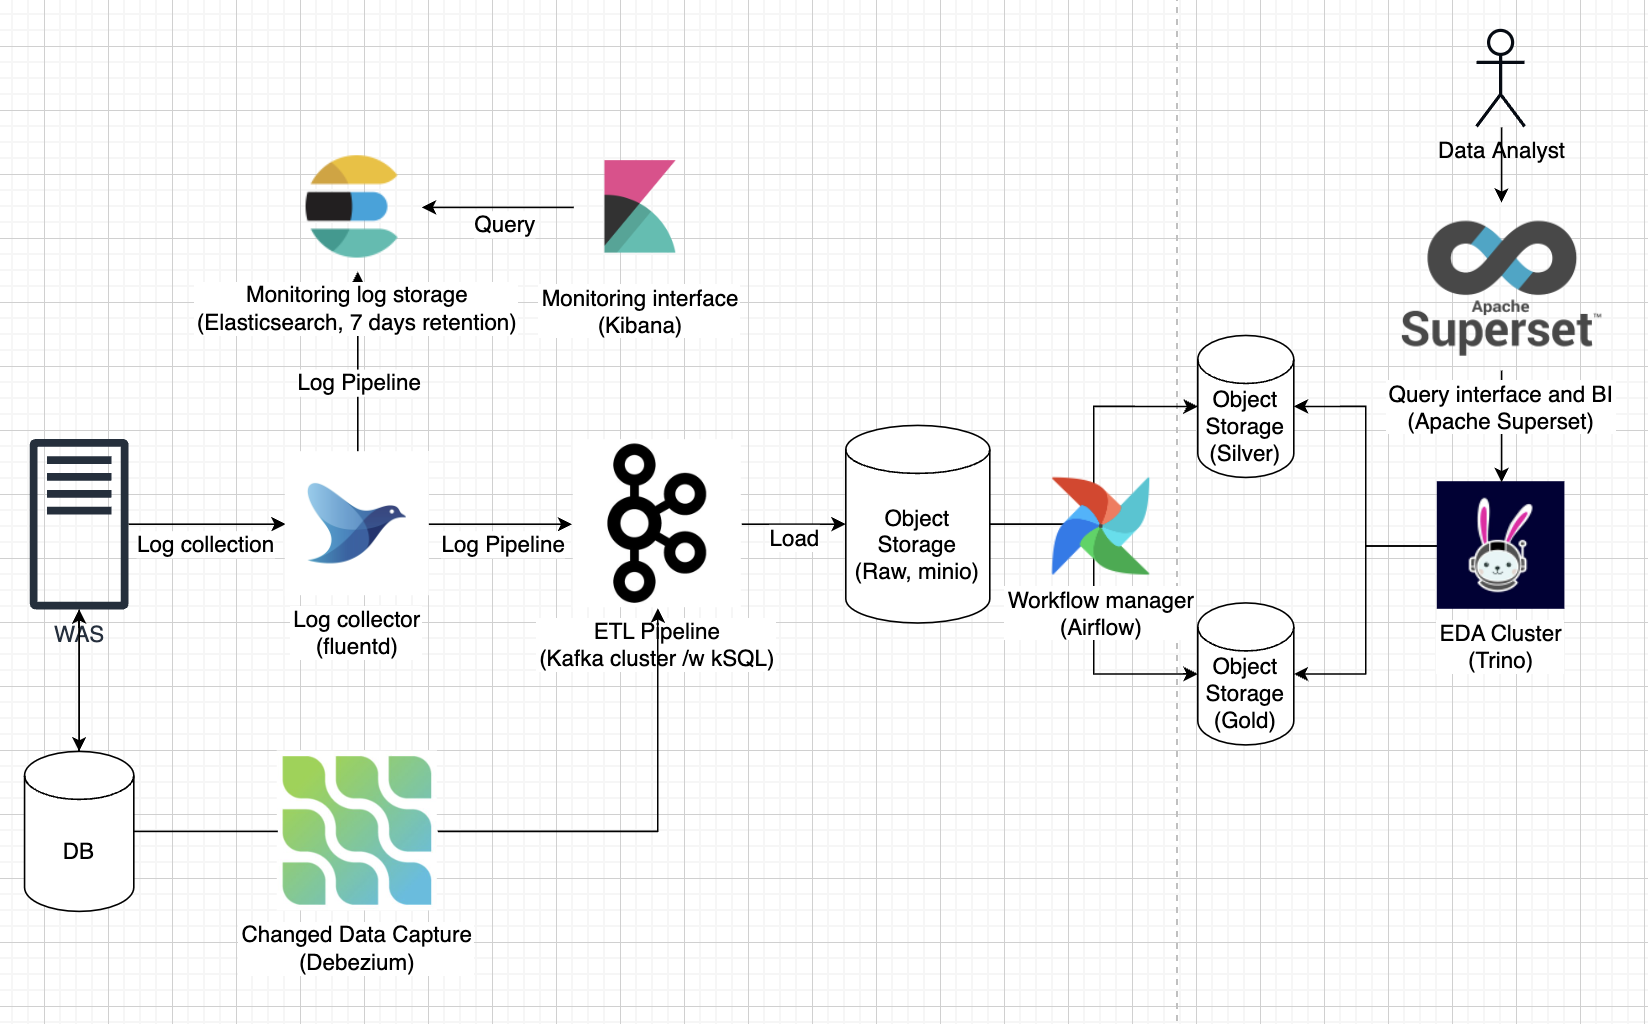 Data Analyst
Query
Monitoring log storage
(Elasticsearch, 7 days retention)
Monitoring interface
(Kibana)
Apache
Superset™
Log Pipeline
Query interface and BI
(Apache Superset)
Object
Storage
(Silver)
Log collection
Log Pipeline
Load
Object
Storage
(Raw, minio)
WAS
Log collector
(fluentd)
ETL Pipeline
(Kafka cluster /w kSQL)
Workflow manager
(Airflow)
EDA Cluster
(Trino)
Object
Storage
(Gold)
DB
Changed Data Capture
(Debezium)